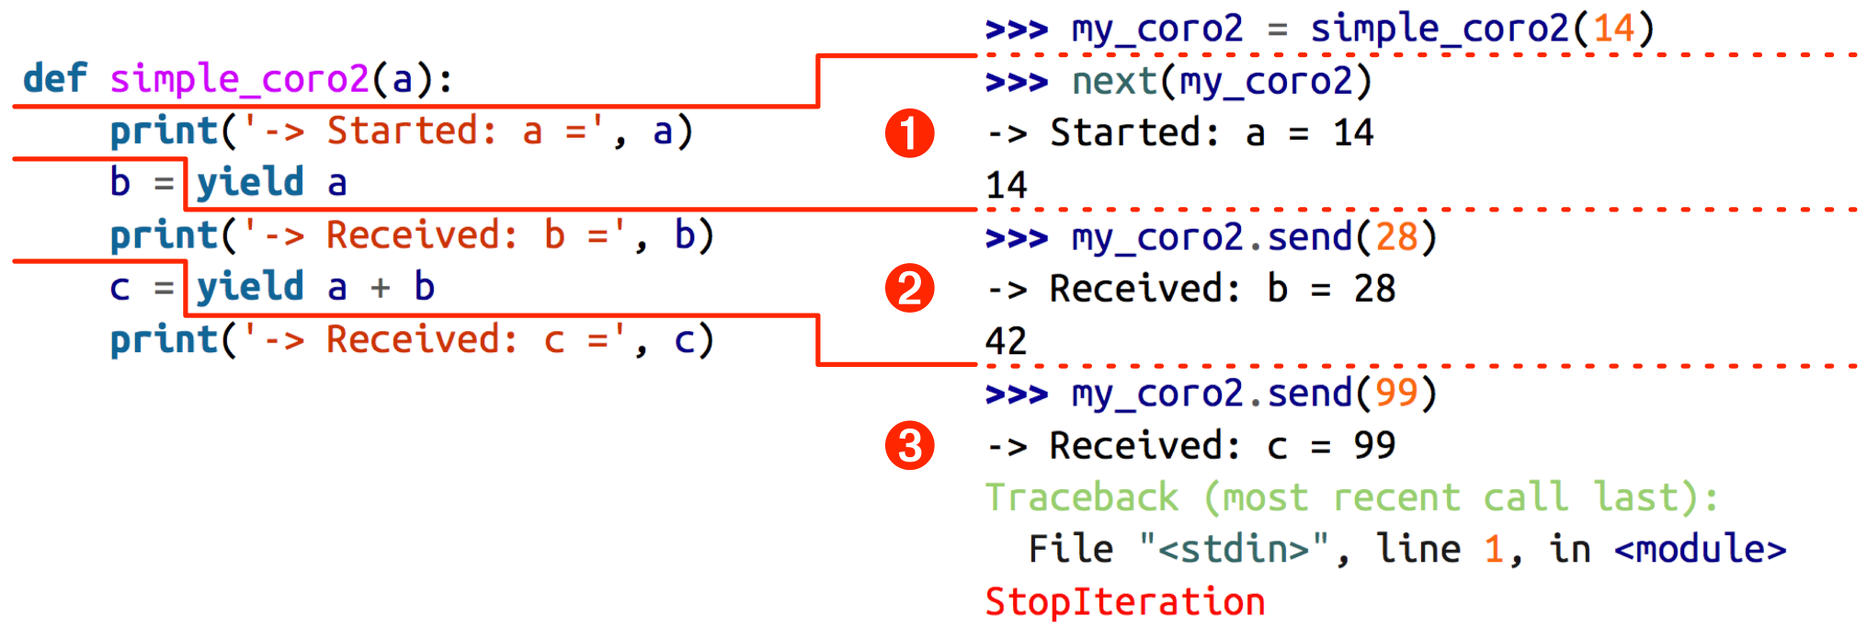 def simple_coro2(a):
    print('-> Started: a =', a)
    b = yield a
    print('-> Received: b =', b)
    c = yield a + b
    print('-> Received: c =', c)
>>> my_coro2 = simple_coro2(14)
>>> next(my_coro2)
1
-> Started: a = 14
14
>>> my_coro2.send(28)
2
-> Received: b = 28
42
>>> my_coro2.send(99)
3
-> Received: c = 99
Traceback (most recent call last):
  File "<stdin>", line 1, in <module>
StopIteration